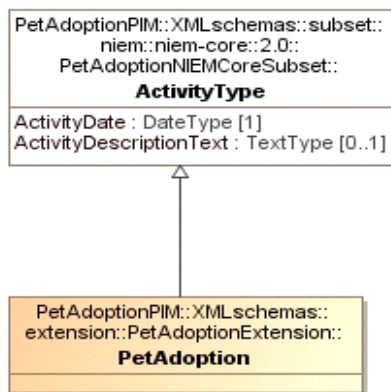 PetAdoptionPIM::XMLschemas::subset::
niem::niem-core::2.0::
PetAdoptionNIEMCoreSubset::
ActivityType
ActivityDate : DateType [1]
ActivityDescriptionText : TextType [0..1]
PetAdoptionPIM::XMLschemas::
extension::PetAdoptionExtension::
PetAdoption